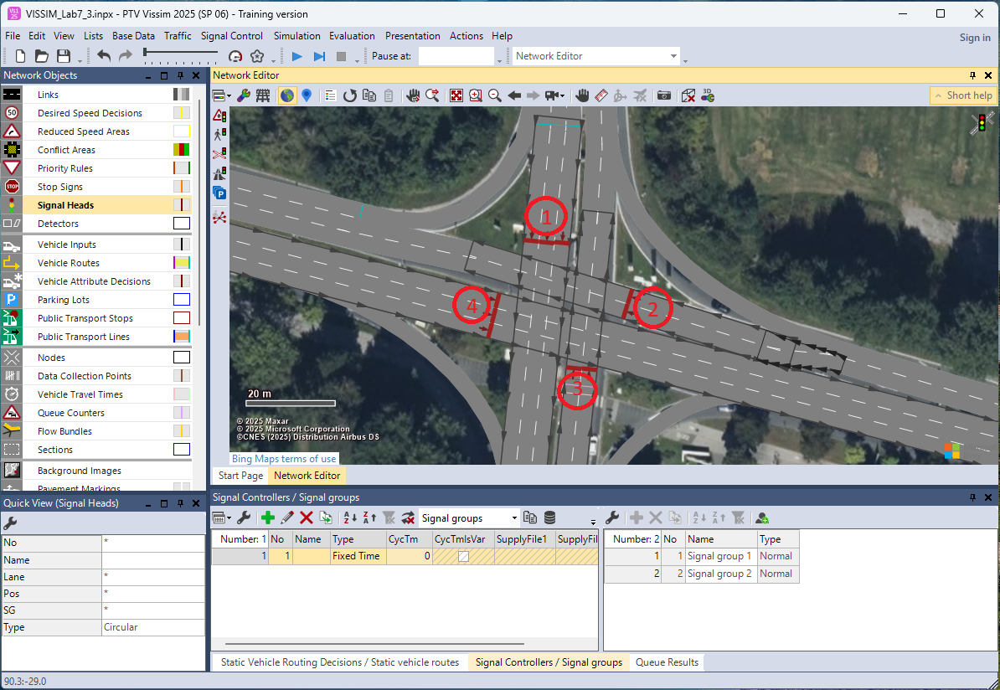 VISSIM_Lab7_3.inpx - PTV Vissim 2025 (SP 06) - Training version
File Edit View Lists Base Data Traffic Signal Control Simulation Evaluation Presentation Actions Help
Sign in
Pause at: Network Editor
Network Objects
Links
50 Desired Speed Decisions
Reduced Speed Areas
Conflict Areas
Priority Rules
STOP Stop Signs
Signal Heads
Detectors
Vehicle Inputs
Vehicle Routes
Vehicle Attribute Decisions
P Parking Lots
Public Transport Stops
Public Transport Lines
Nodes
Data Collection Points
Vehicle Travel Times
Queue Counters
Flow Bundles
Sections
Background Images
Pavement Markings
Network Editor
Short help
1
4
2
3
20 m
© 2025 Maxar
© 2025 Microsoft Corporation
©CNES (2025) Distribution Airbus DS
Bing Maps terms of use
Start Page Network Editor
Quick View (Signal Heads)
No *
Name
Lane *
Pos *
SG *
Type Circular
Signal Controllers / Signal groups
Signal groups
Number: 1 No Name Type CycTm CycTmIsVar SupplyFile1 SupplyFil
1 1 Fixed Time 0
Number: 2 No Name Type
1 1 Signal group 1 Normal
2 2 Signal group 2 Normal
Static Vehicle Routing Decisions / Static vehicle routes Signal Controllers / Signal groups Queue Results
90.3:-29.0